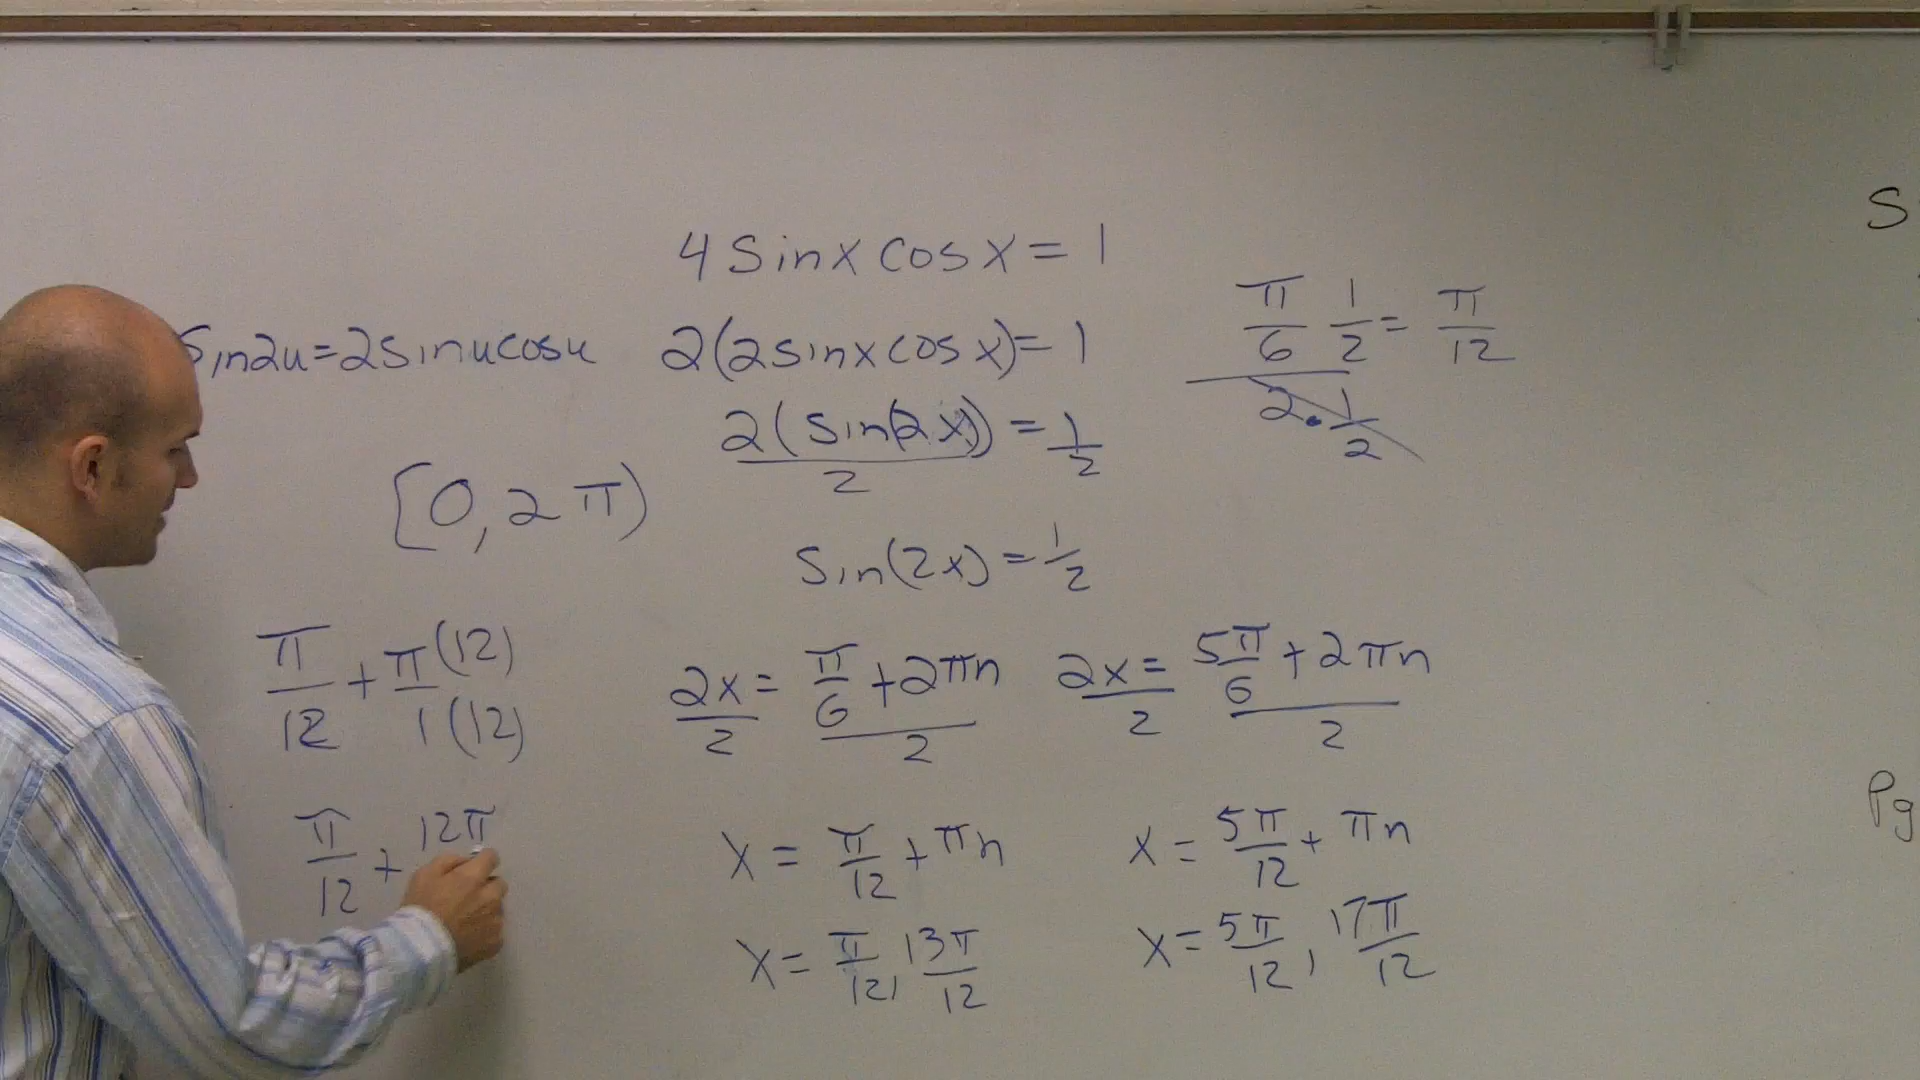 4 sinx cosx = 1
sin2u = 2sinucosu
2(2sinxcosx) = 1
2(sin(2x))/2 = 1/2
π/6 1/2 = π/12
2 · 1/2
[0, 2π)
sin(2x) = 1/2
π/12 + π(12)/1(12)
2x/2 = (π/6 + 2πn)/2
2x/2 = (5π/6 + 2πn)/2
π/12 + 12π
x = π/12 + πn
x = 5π/12 + πn
x = π/12, 13π/12
x = 5π/12, 17π/12
S
Pg